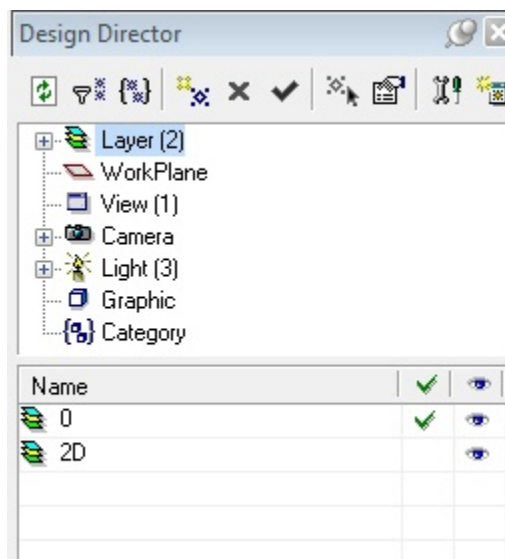 Design Director
Layer (2)
WorkPlane
View (1)
Camera
Light (3)
Graphic
Category
Name
0
2D